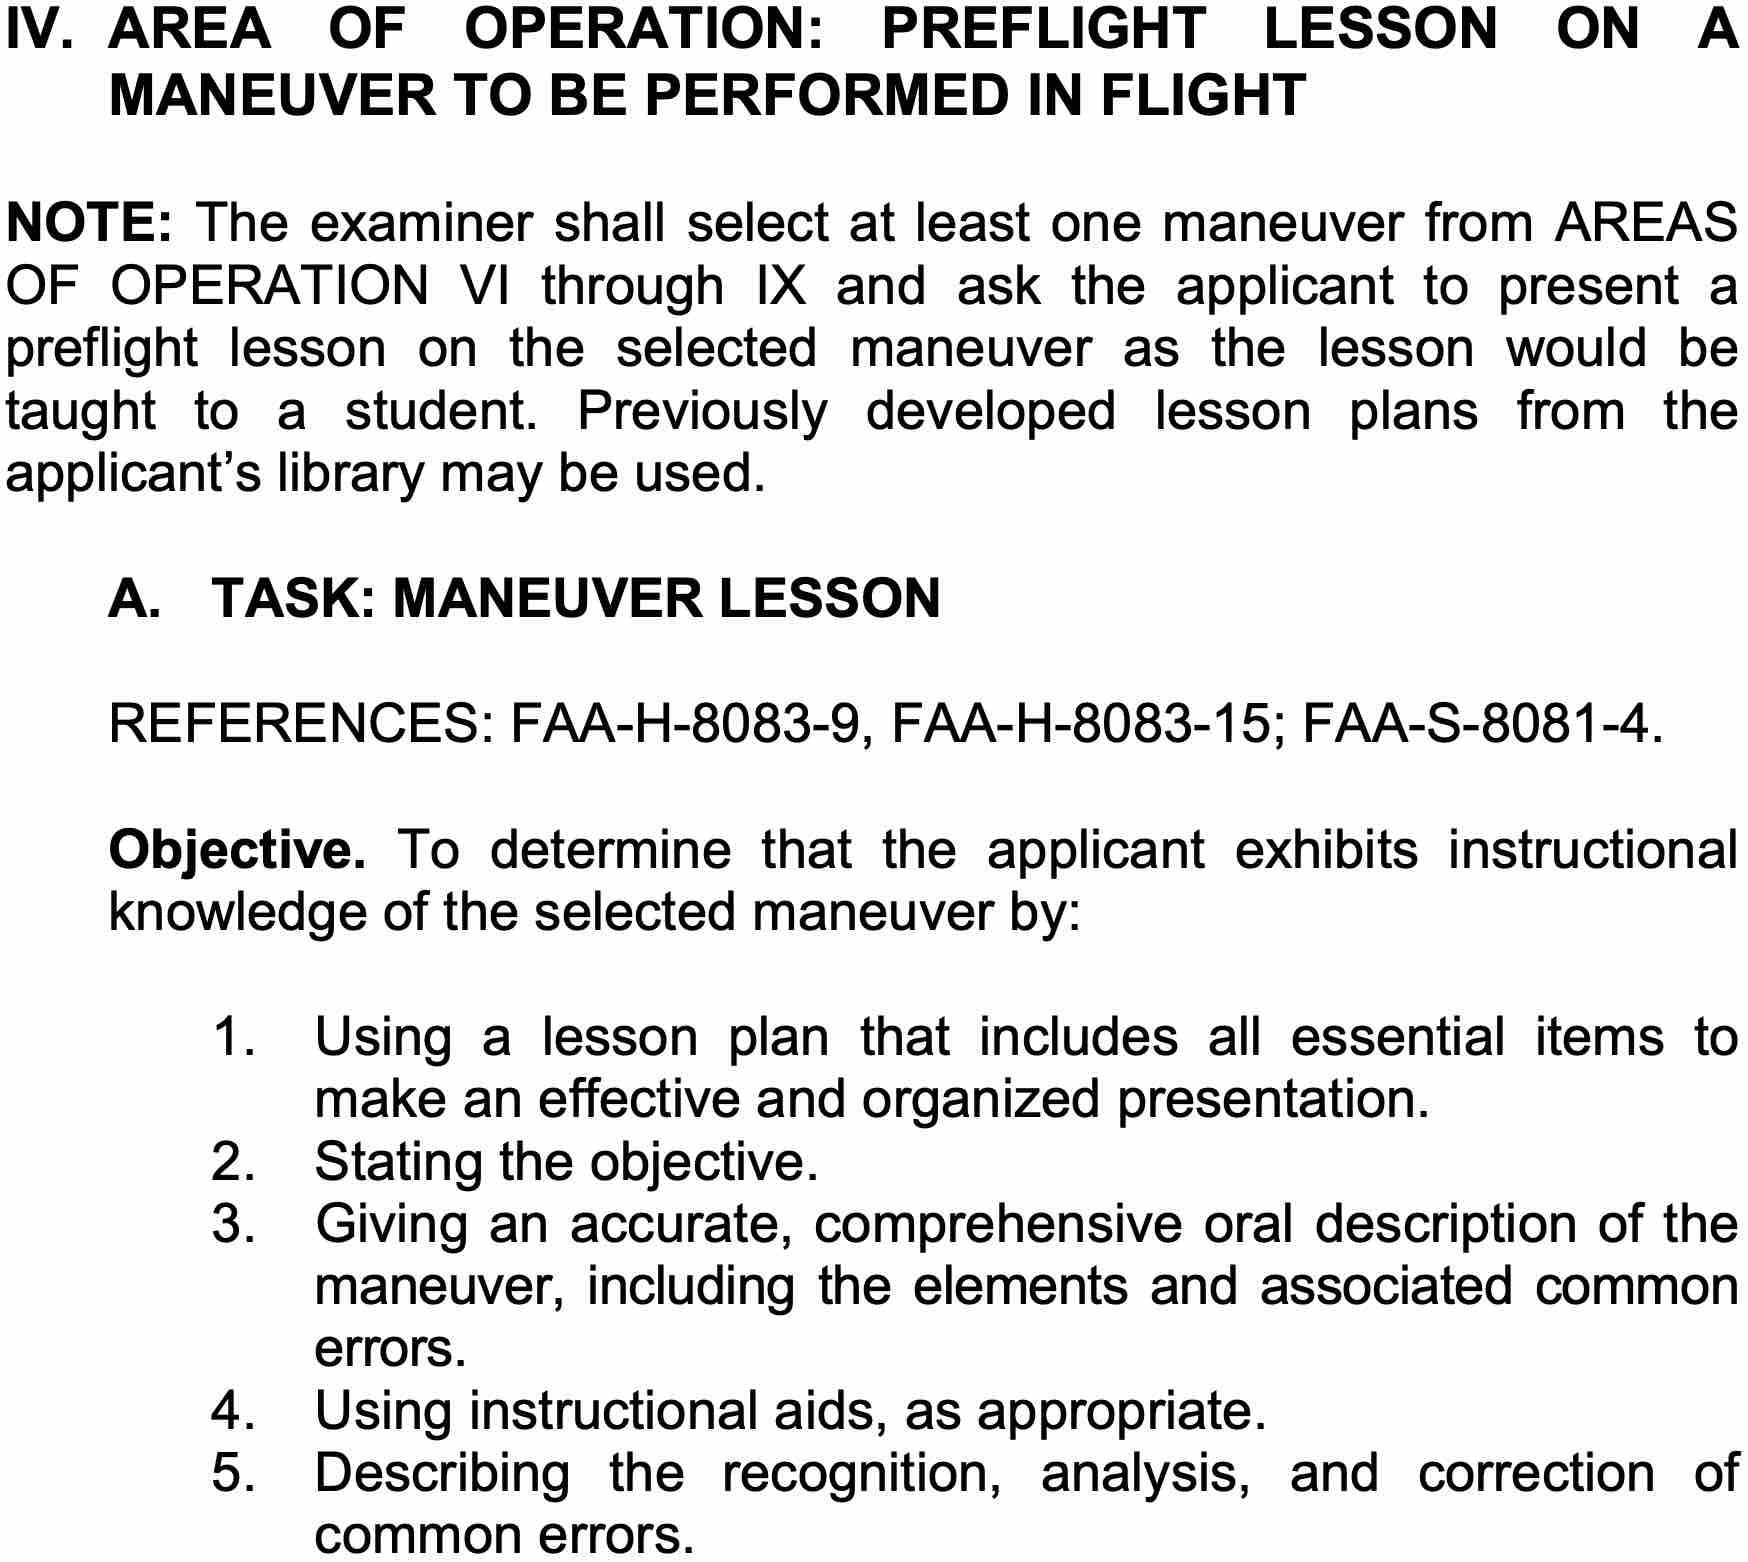 IV. AREA OF OPERATION: PREFLIGHT LESSON ON A
MANEUVER TO BE PERFORMED IN FLIGHT
NOTE: The examiner shall select at least one maneuver from AREAS
OF OPERATION VI through IX and ask the applicant to present a
preflight lesson on the selected maneuver as the lesson would be
taught to a student. Previously developed lesson plans from the
applicant’s library may be used.
A. TASK: MANEUVER LESSON
REFERENCES: FAA-H-8083-9, FAA-H-8083-15; FAA-S-8081-4.
Objective. To determine that the applicant exhibits instructional
knowledge of the selected maneuver by:
1. Using a lesson plan that includes all essential items to
make an effective and organized presentation.
2. Stating the objective.
3. Giving an accurate, comprehensive oral description of the
maneuver, including the elements and associated common
errors.
4. Using instructional aids, as appropriate.
5. Describing the recognition, analysis, and correction of
common errors.